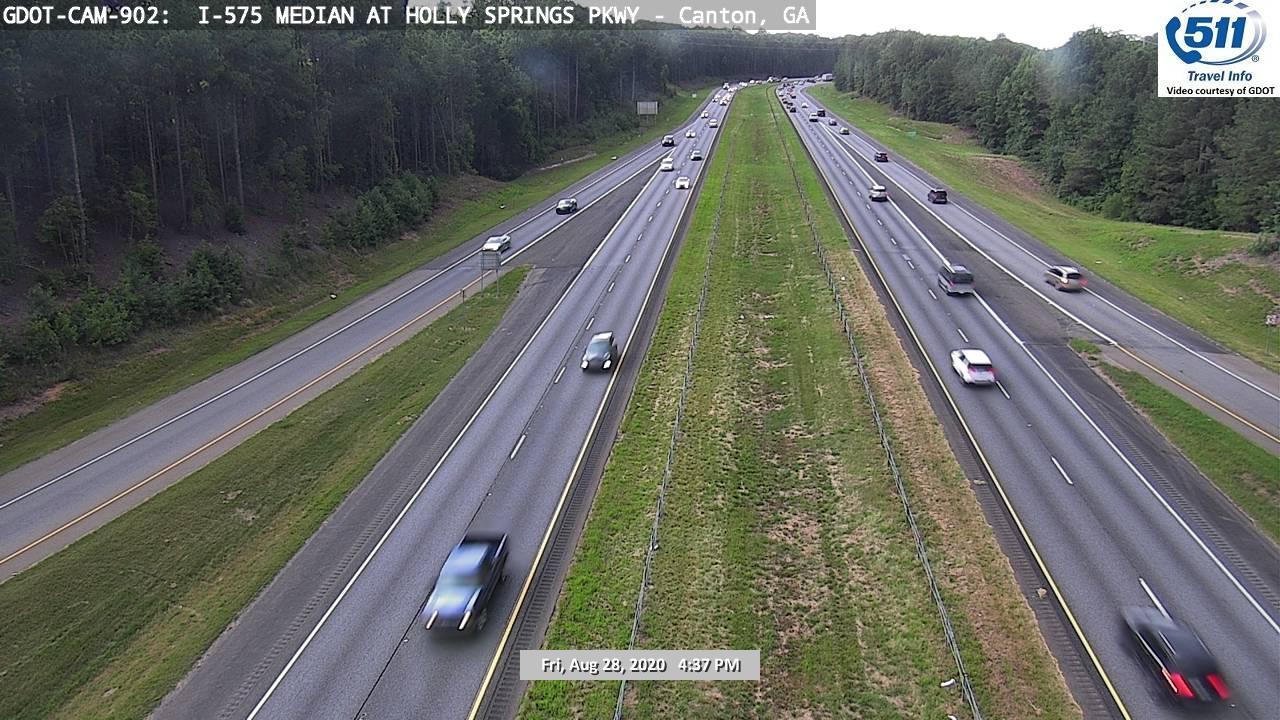 GDOT-CAM-902: I-575 MEDIAN AT HOLLY SPRINGS PKWY - Canton, GA
511
Travel Info
Video courtesy of GDOT
Fri, Aug 28, 2020 4:37 PM